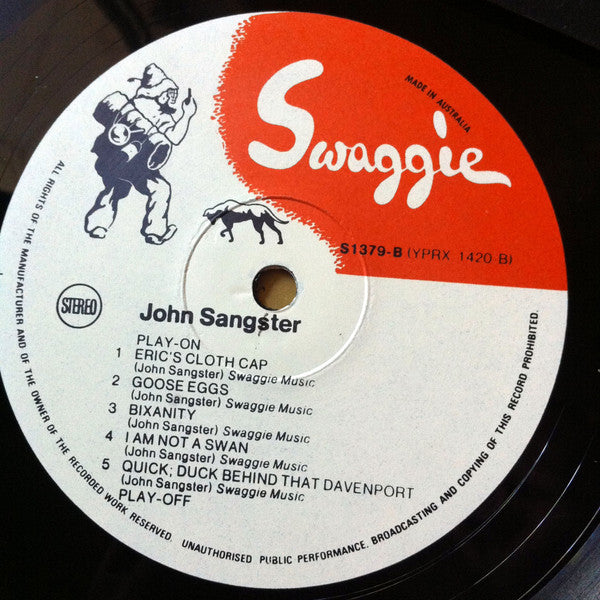 Swaggie
MADE IN AUSTRALIA
S1379-B (YPRX 1420-B)
STEREO
John Sangster
PLAY-ON
1 ERIC'S CLOTH CAP
(John Sangster) Swaggie Music
2 GOOSE EGGS
(John Sangster) Swaggie Music
3 BIXANITY
(John Sangster) Swaggie Music
4 I AM NOT A SWAN
(John Sangster) Swaggie Music
5 QUICK; DUCK BEHIND THAT DAVENPORT
(John Sangster) Swaggie Music
PLAY-OFF
ALL RIGHTS OF THE MANUFACTURER AND OF THE OWNER OF THE RECORDED WORK RESERVED. UNAUTHORISED PUBLIC PERFORMANCE. BROADCASTING AND COPYING OF THIS RECORD PROHIBITED.